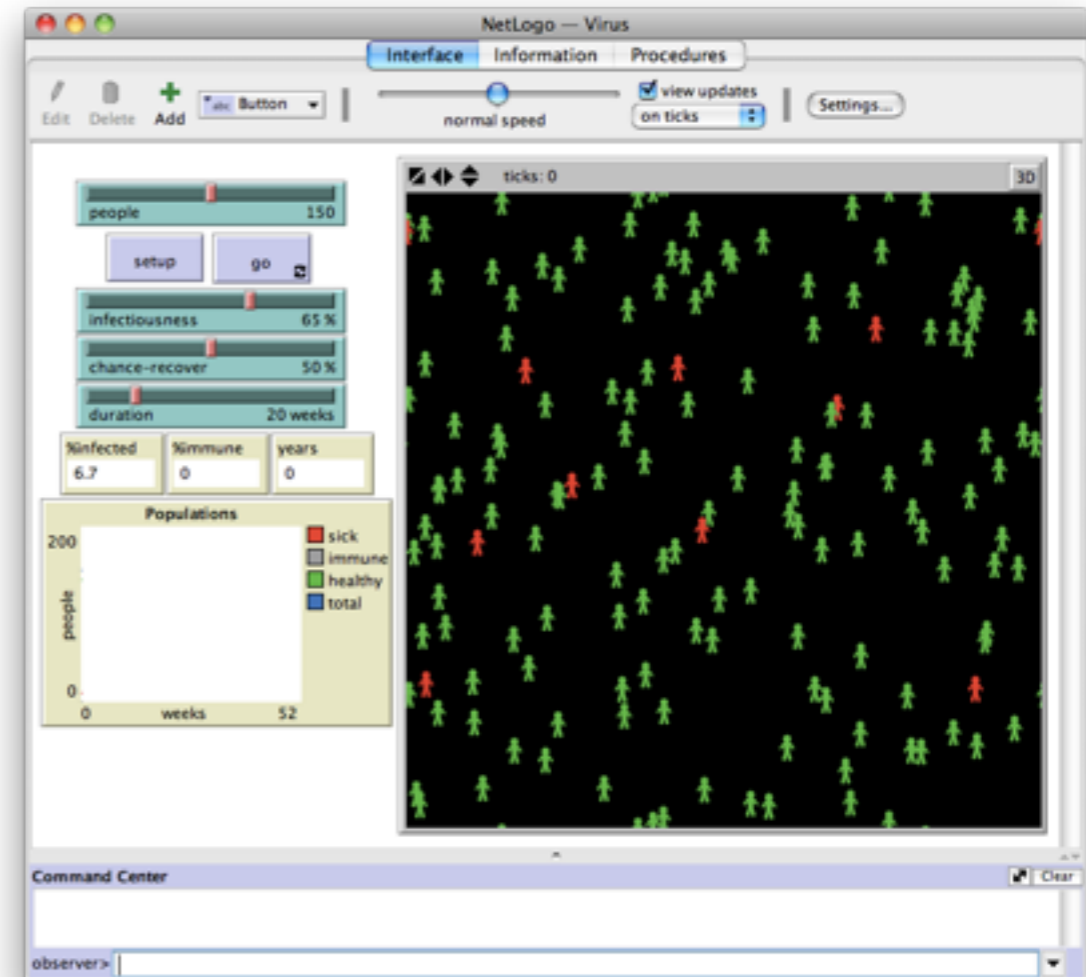 NetLogo — Virus
Interface Information Procedures
Edit Delete Add abc Button normal speed view updates on ticks Settings...
ticks: 0 3D
people 150
setup go
infectiousness 65 %
chance-recover 50 %
duration 20 weeks
%infected %immune years
6.7 0 0
Populations
200
people
0
0 weeks 52
sick
immune
healthy
total
Command Center Clear
observer>